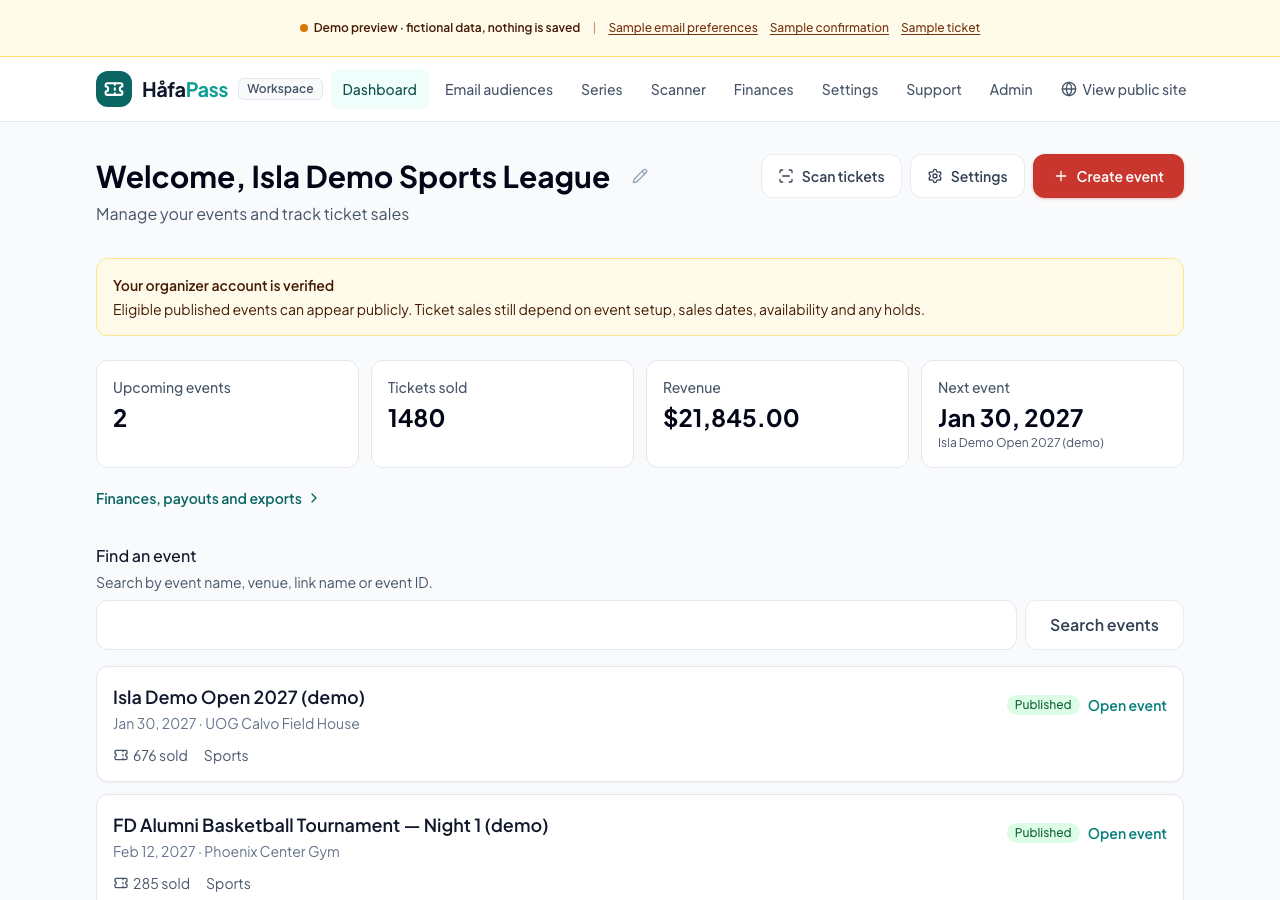 Demo preview · fictional data, nothing is saved | Sample email preferences Sample confirmation Sample ticket
HåfaPass Workspace Dashboard Email audiences Series Scanner Finances Settings Support Admin View public site
Welcome, Isla Demo Sports League
Scan tickets Settings + Create event
Manage your events and track ticket sales
Your organizer account is verified
Eligible published events can appear publicly. Ticket sales still depend on event setup, sales dates, availability and any holds.
Upcoming events
2
Tickets sold
1480
Revenue
$21,845.00
Next event
Jan 30, 2027
Isla Demo Open 2027 (demo)
Finances, payouts and exports
Find an event
Search by event name, venue, link name or event ID.
Search events
Isla Demo Open 2027 (demo)
Published Open event
Jan 30, 2027 · UOG Calvo Field House
676 sold Sports
FD Alumni Basketball Tournament — Night 1 (demo)
Published Open event
Feb 12, 2027 · Phoenix Center Gym
285 sold Sports